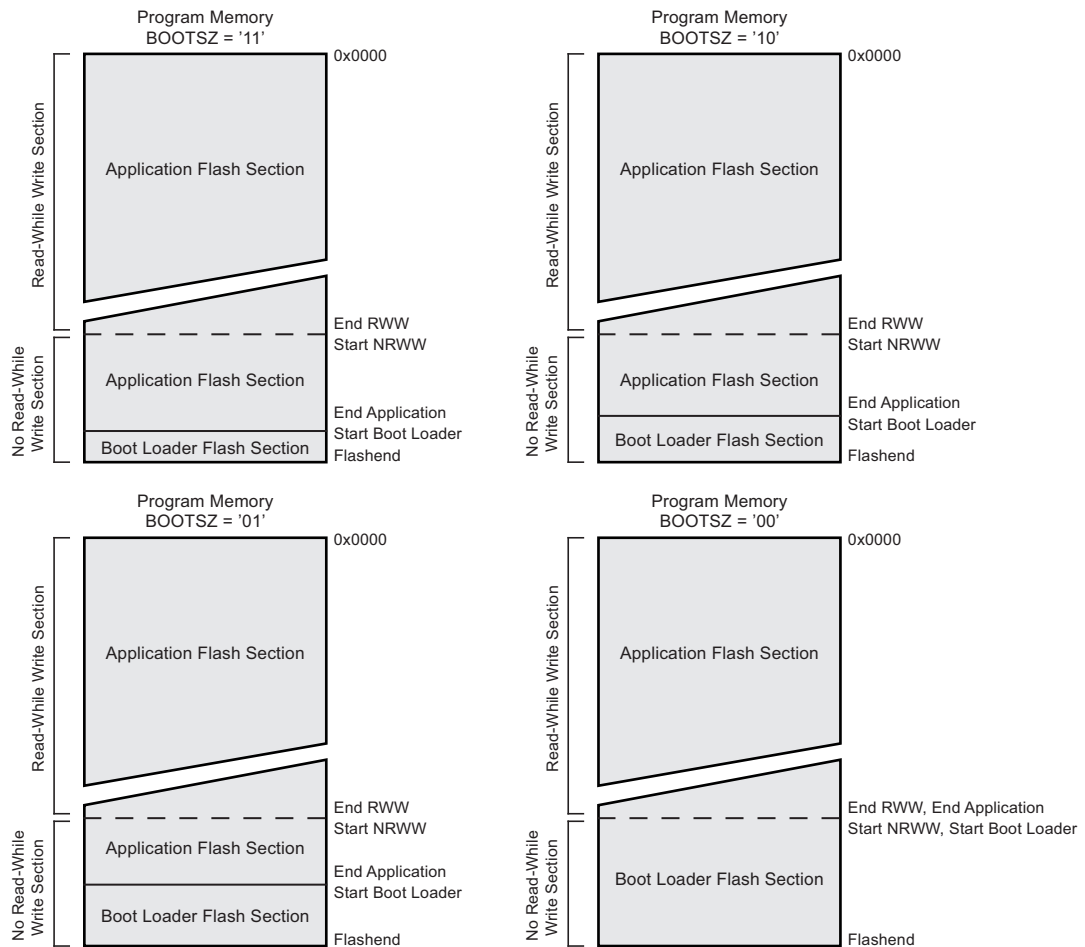 Program Memory
BOOTSZ = '11'
0x0000
Read-While Write Section
Application Flash Section
End RWW
Start NRWW
No Read-While
Write Section
Application Flash Section
End Application
Start Boot Loader
Boot Loader Flash Section
Flashend
Program Memory
BOOTSZ = '10'
0x0000
Read-While Write Section
Application Flash Section
End RWW
Start NRWW
No Read-While
Write Section
Application Flash Section
End Application
Start Boot Loader
Boot Loader Flash Section
Flashend
Program Memory
BOOTSZ = '01'
0x0000
Read-While Write Section
Application Flash Section
End RWW
Start NRWW
No Read-While
Write Section
Application Flash Section
End Application
Start Boot Loader
Boot Loader Flash Section
Flashend
Program Memory
BOOTSZ = '00'
0x0000
Read-While Write Section
Application Flash Section
End RWW, End Application
Start NRWW, Start Boot Loader
No Read-While
Write Section
Boot Loader Flash Section
Flashend